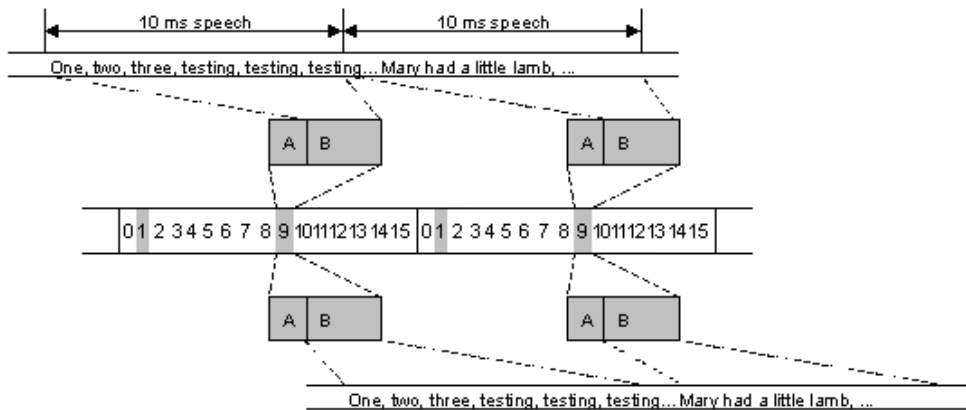 10 ms speech 10 ms speech
One, two, three, testing, testing, testing... Mary had a little lamb, ...
A B A B
0 1 2 3 4 5 6 7 8 9 10 11 12 13 14 15 0 1 2 3 4 5 6 7 8 9 10 11 12 13 14 15
A B A B
One, two, three, testing, testing, testing... Mary had a little lamb, ...